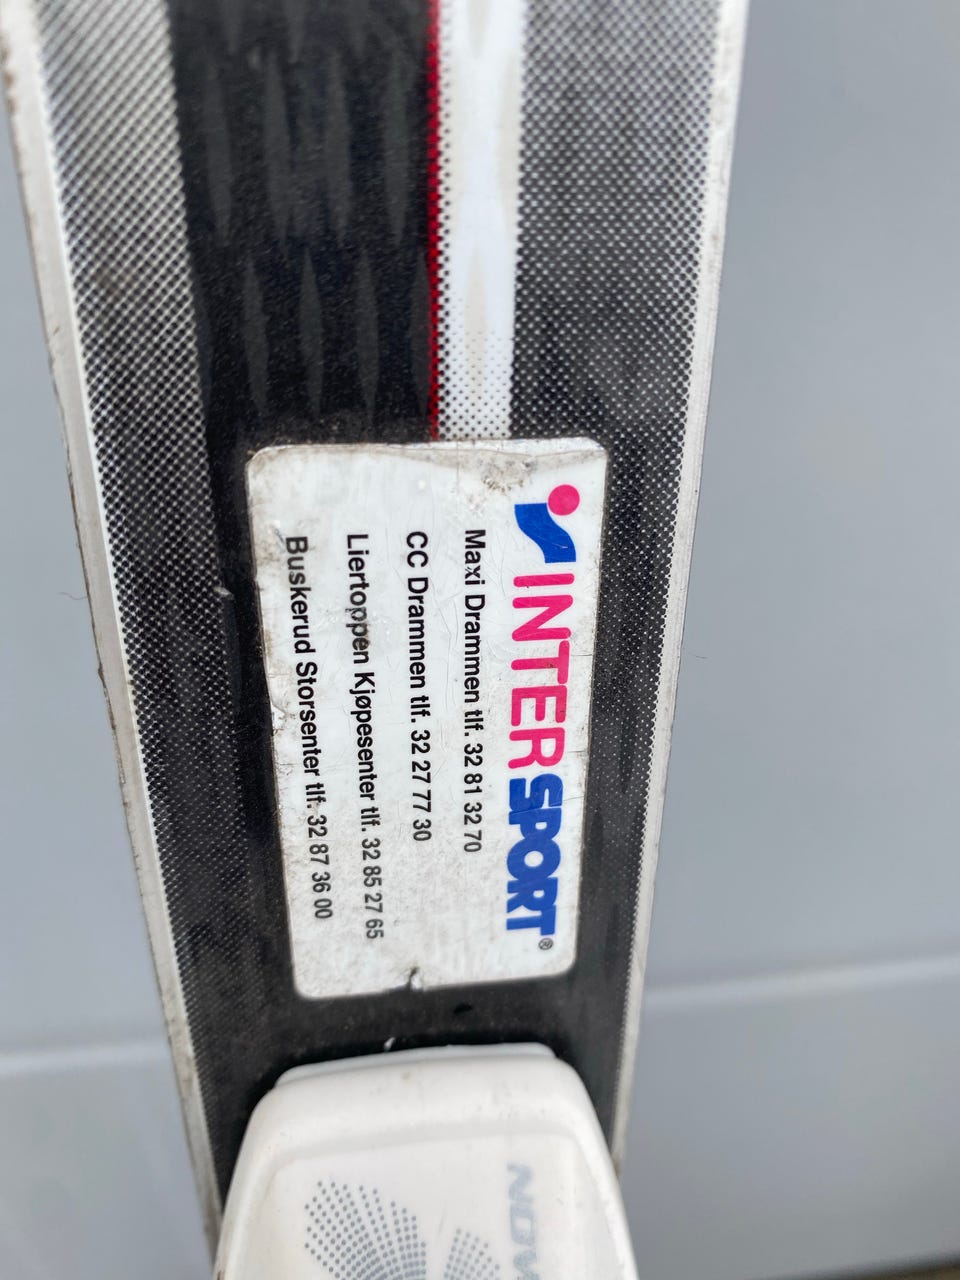 INTERSPORT®
Maxi Drammen tlf. 32 81 32 70
CC Drammen tlf. 32 27 77 30
Liertoppen Kjøpesenter tlf. 32 85 27 65
Buskerud Storsenter tlf. 32 87 36 00